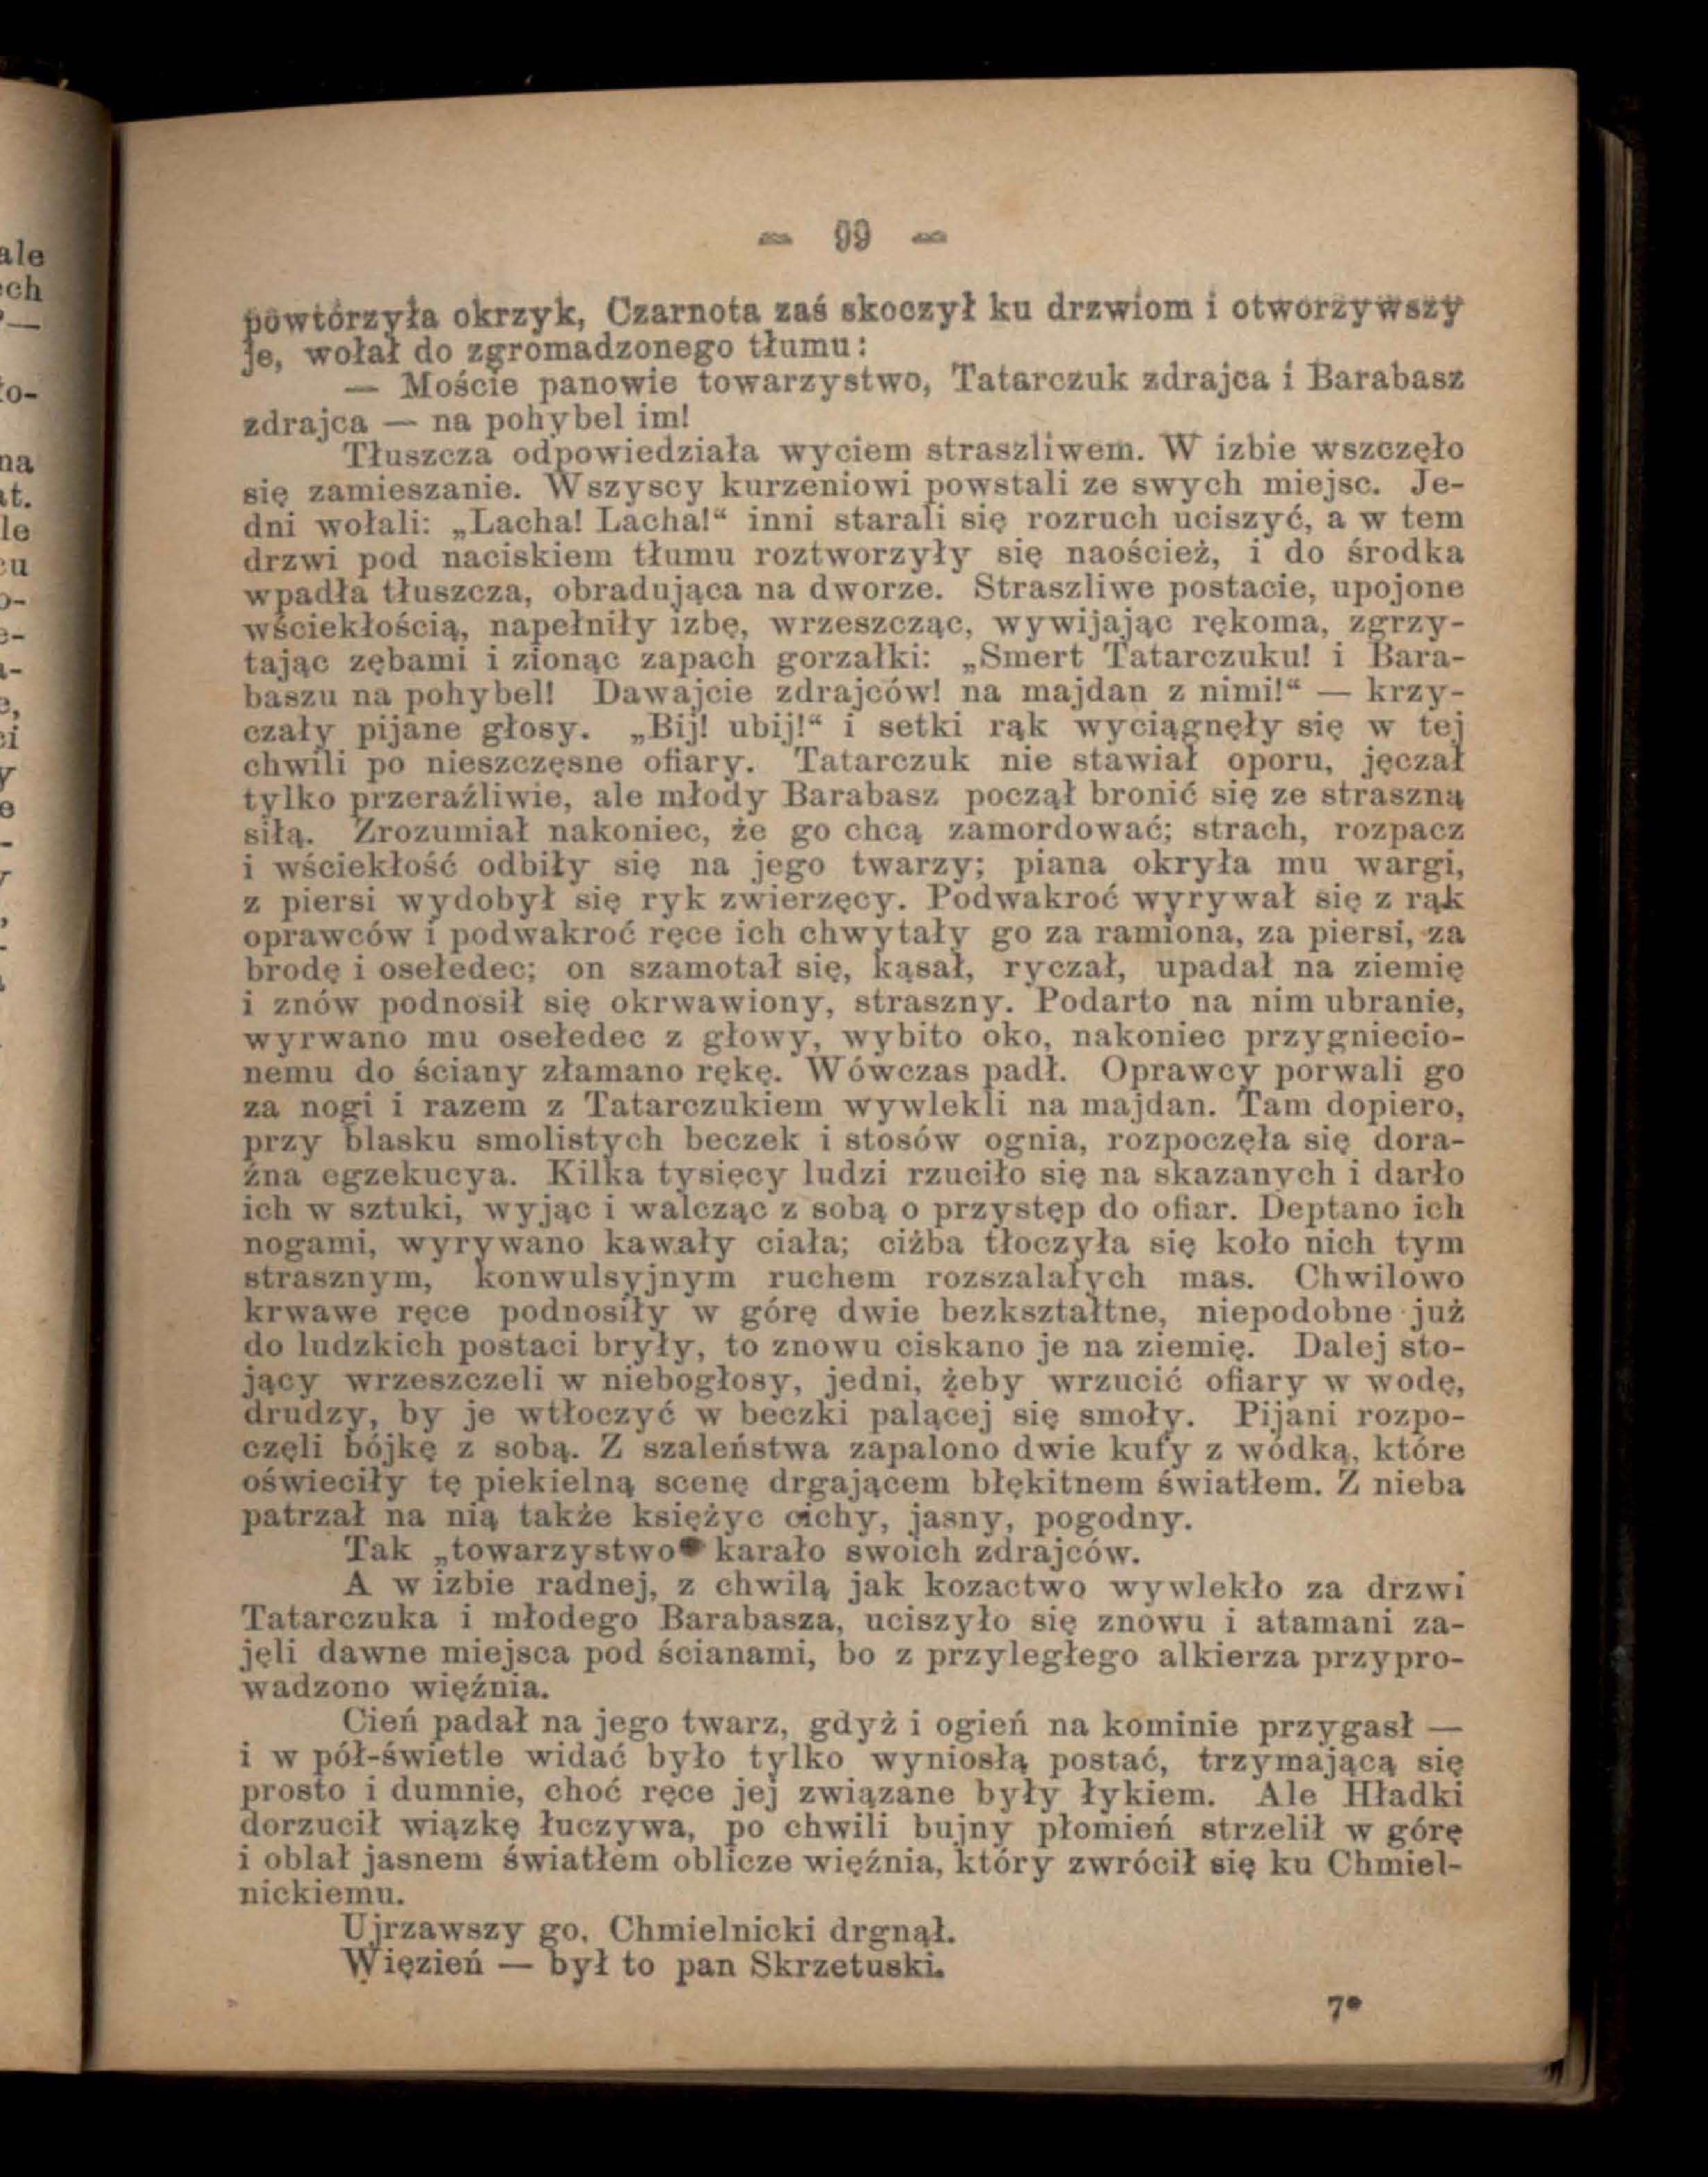 — 99 —
powtórzyła okrzyk, Czarnota zaś skoczył ku drzwiom i otworzywszy
je, wołał do zgromadzonego tłumu:
— Moście panowie towarzystwo, Tatarczuk zdrajca i Barabasz
zdrajca — na pohybel im!
Tłuszcza odpowiedziała wyciem straszliwem. W izbie wszczęło
się zamieszanie. Wszyscy kurzeniowi powstali ze swych miejsc. Je-
dni wołali: „Lacha! Lacha!“ inni starali się rozruch uciszyć, a w tem
drzwi pod naciskiem tłumu roztworzyły się naoścież, i do środka
wpadła tłuszcza, obradująca na dworze. Straszliwe postacie, upojone
wściekłością, napełniły izbę, wrzeszcząc, wywijając rękoma, zgrzy-
tając zębami i zionąc zapach gorzałki: „Smert Tatarczuku! i Bara-
baszu na pohybel! Dawajcie zdrajców! na majdan z nimi!“ — krzy-
czały pijane głosy. „Bij! ubij!“ i setki rąk wyciągnęły się w tej
chwili po nieszczęsne ofiary. Tatarczuk nie stawiał oporu, jęczał
tylko przeraźliwie, ale młody Barabasz począł bronić się ze straszną
siłą. Zrozumiał nakoniec, że go chcą zamordować; strach, rozpacz
i wściekłość odbiły się na jego twarzy; piana okryła mu wargi,
z piersi wydobył się ryk zwierzęcy. Podwakroć wyrywał się z rąk
oprawców i podwakroć ręce ich chwytały go za ramiona, za piersi, za
brodę i osełedec; on szamotał się, kąsał, ryczał, upadał na ziemię
i znów podnosił się okrwawiony, straszny. Podarto na nim ubranie,
wyrwano mu osełedec z głowy, wybito oko, nakoniec przygniecio-
nemu do ściany złamano rękę. Wówczas padł. Oprawcy porwali go
za nogi i razem z Tatarczukiem wywlekli na majdan. Tam dopiero,
przy blasku smolistych beczek i stosów ognia, rozpoczęła się dora-
źna egzekucya. Kilka tysięcy ludzi rzuciło się na skazanych i darło
ich w sztuki, wyjąc i walcząc z sobą o przystęp do ofiar. Deptano ich
nogami, wyrywano kawały ciała; ciżba tłoczyła się koło nich tym
strasznym, konwulsyjnym ruchem rozszalałych mas. Chwilowo
krwawe ręce podnosiły w górę dwie bezkształtne, niepodobne już
do ludzkich postaci bryły, to znowu ciskano je na ziemię. Dalej sto-
jący wrzeszczeli w niebogłosy, jedni, żeby wrzucić ofiary w wodę,
drudzy, by je wtłoczyć w beczki palącej się smoły. Pijani rozpo-
częli bójkę z sobą. Z szaleństwa zapalono dwie kufy z wódką, które
oświeciły tę piekielną scenę drgającem błękitnem światłem. Z nieba
patrzał na nią także księżyc cichy, jasny, pogodny.
Tak „towarzystwo“ karało swoich zdrajców.
A w izbie radnej, z chwilą jak kozactwo wywlekło za drzwi
Tatarczuka i młodego Barabasza, uciszyło się znowu i atamani za-
jęli dawne miejsca pod ścianami, bo z przyległego alkierza przypro-
wadzono więźnia.
Cień padał na jego twarz, gdyż i ogień na kominie przygasł —
i w pół-świetle widać było tylko wyniosłą postać, trzymającą się
prosto i dumnie, choć ręce jej związane były łykiem. Ale Hładki
dorzucił wiązkę łuczywa, po chwili bujny płomień strzelił w górę
i oblał jasnem światłem oblicze więźnia, który zwrócił się ku Chmiel-
nickiemu.
Ujrzawszy go, Chmielnicki drgnął.
Więzień — był to pan Skrzetuski.
7*